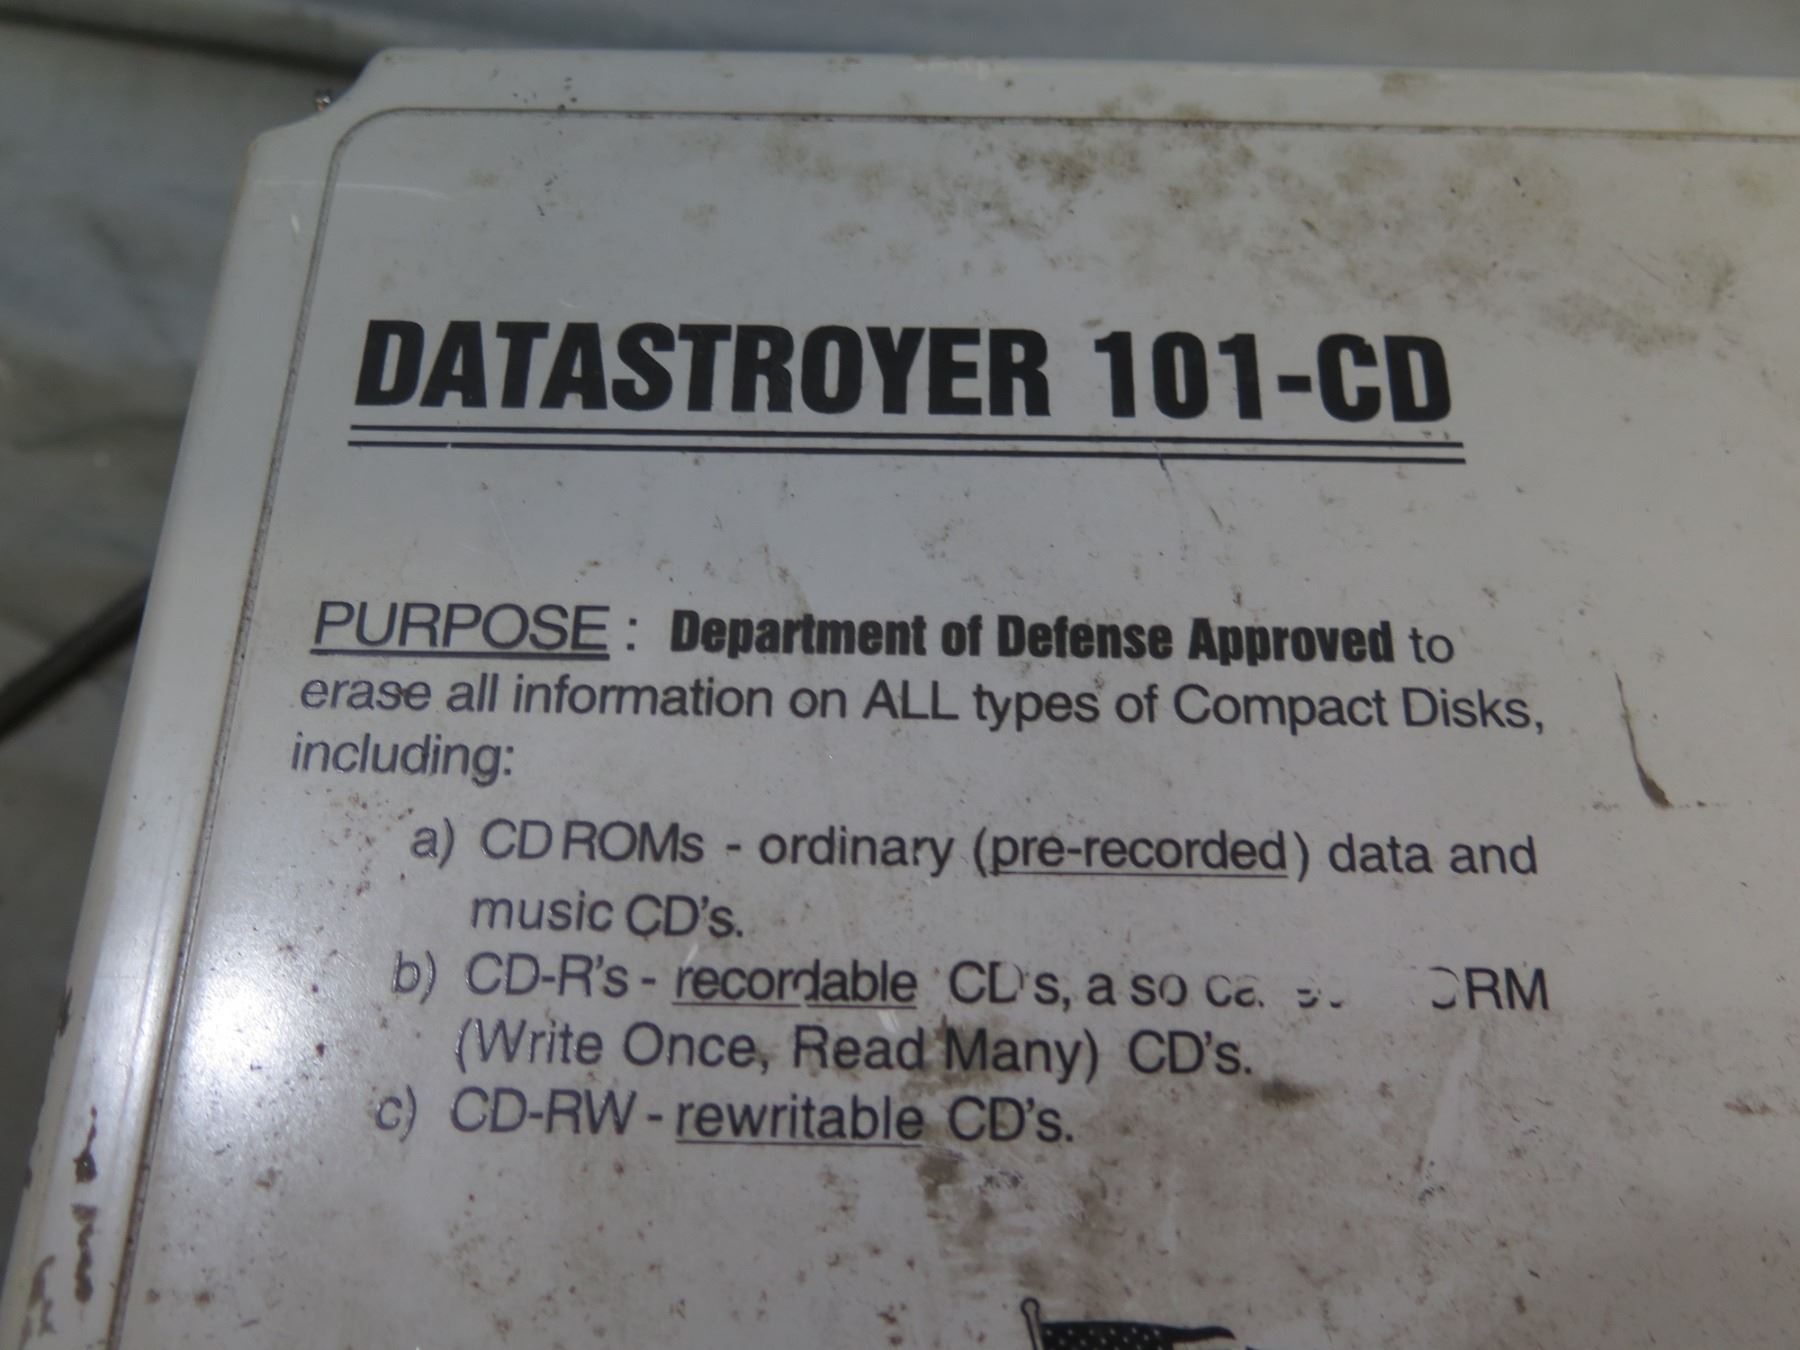 DATASTROYER 101-CD
PURPOSE : Department of Defense Approved to
erase all information on ALL types of Compact Disks,
including:
a) CD ROMs - ordinary (pre-recorded) data and
music CD's.
b) CD-R's - recordable CD's,
(Write Once, Read Many) CD's.
c) CD-RW - rewritable CD's.